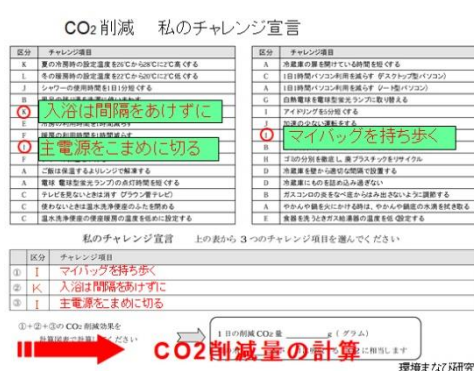 CO2削減 私のチャレンジ宣言
区分 チャレンジ項目
K 夏の冷房時の設定温度を26℃から28℃に2℃高くする
L 冬の暖房時の設定温度を22℃から20℃に2℃低くする
J シャワーの使用時間を1日1分短くする
K 入浴は間隔をあけずに
I 主電源をこまめに切る
A ご飯は保温するよりレンジで解凍する
A 電球 電球型蛍光ランプ)の点灯時間を短くする
C テレビを見ないときは消す (ブラウン管テレビ)
C 使わないときは温水洗浄便座のふたを閉める
C 温水洗浄便座の便座暖房の温度を低めに設定する
区分 チャレンジ項目
A 冷蔵庫の扉を開けている時間を短くする
C 1日1時間パソコン利用を減らす (デスクトップ型パソコン)
A 1日1時間パソコン利用を減らす (ノート型パソコン)
G 白熱電球を電球型蛍光ランプに取り替える
I アイドリングを5分短くする
I マイバッグを持ち歩く
B
H ゴミの分別を徹底し 廃プラスチックをリサイクル
D 冷蔵庫を壁から適切な間隔で設置する
D 冷蔵庫にものを詰め込み過ぎない
B ガスコンロの炎をなべ底からはみ出さないように調節する
A やかんや鍋を火にかける時は、やかんや鍋底の水滴を拭き取る
E 食器を洗うときガス給湯器の温度を低く設定する
私のチャレンジ宣言 上の表から 3つのチャレンジ項目を選んでください
区分 チャレンジ項目
① I マイバッグを持ち歩く
② K 入浴は間隔をあけずに
③ I 主電源をこまめに切る
①+②+③の CO2 削減効果を
1 日の削減 CO2 量 g (グラム)
CO2削減量の計算
に相当します
環境まなび研究